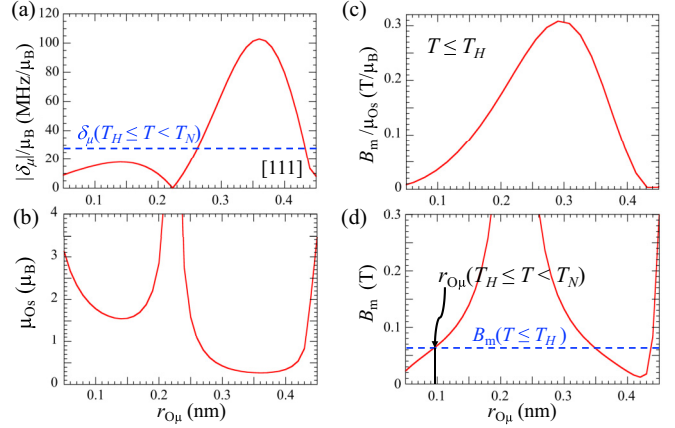 (a)
120
100
80
60
40
20
0
|δμ|/μB (MHz/μB)
δμ(TH ≤ T < TN)
[111]
(c)
0.3
0.2
0.1
0
Bm/μOs (T/μB)
T ≤ TH
(b)
4
3
2
1
0
μOs (μB)
0.1
0.2
0.3
0.4
rOμ (nm)
(d)
0.3
0.2
0.1
0
Bm (T)
rOμ(TH ≤ T < TN)
Bm(T ≤ TH)
0.1
0.2
0.3
0.4
rOμ (nm)